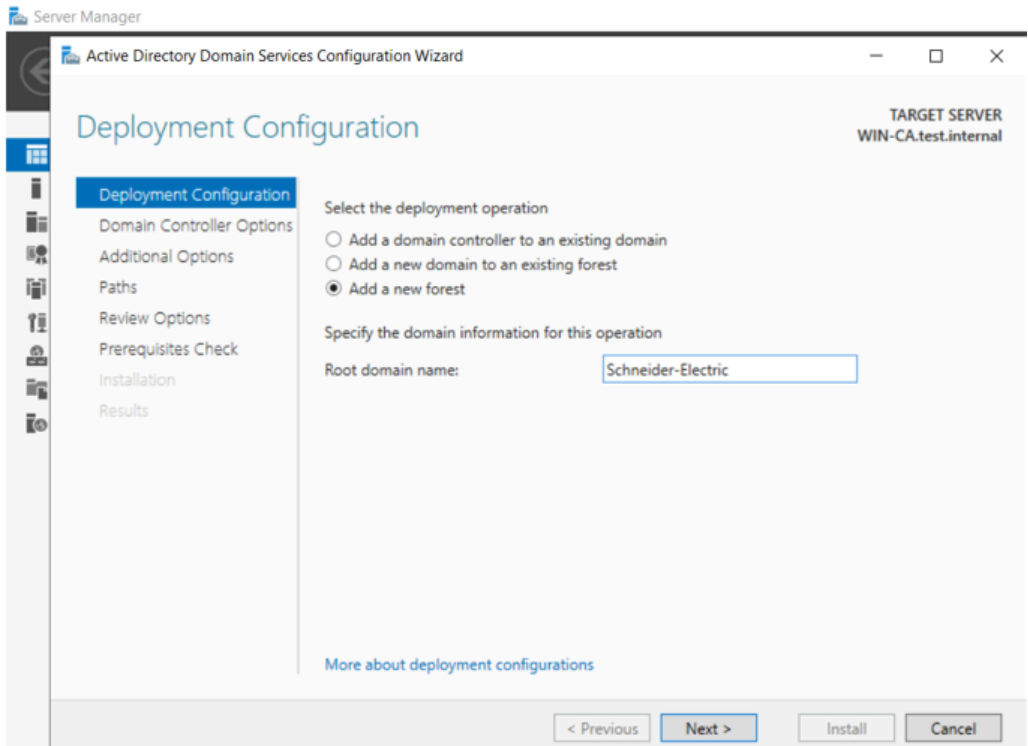 Server Manager
Active Directory Domain Services Configuration Wizard
Deployment Configuration
TARGET SERVER
WIN-CA.test.internal
Deployment Configuration
Domain Controller Options
Additional Options
Paths
Review Options
Prerequisites Check
Installation
Results
Select the deployment operation
Add a domain controller to an existing domain
Add a new domain to an existing forest
Add a new forest
Specify the domain information for this operation
Root domain name:
Schneider-Electric
More about deployment configurations
< Previous
Next >
Install
Cancel